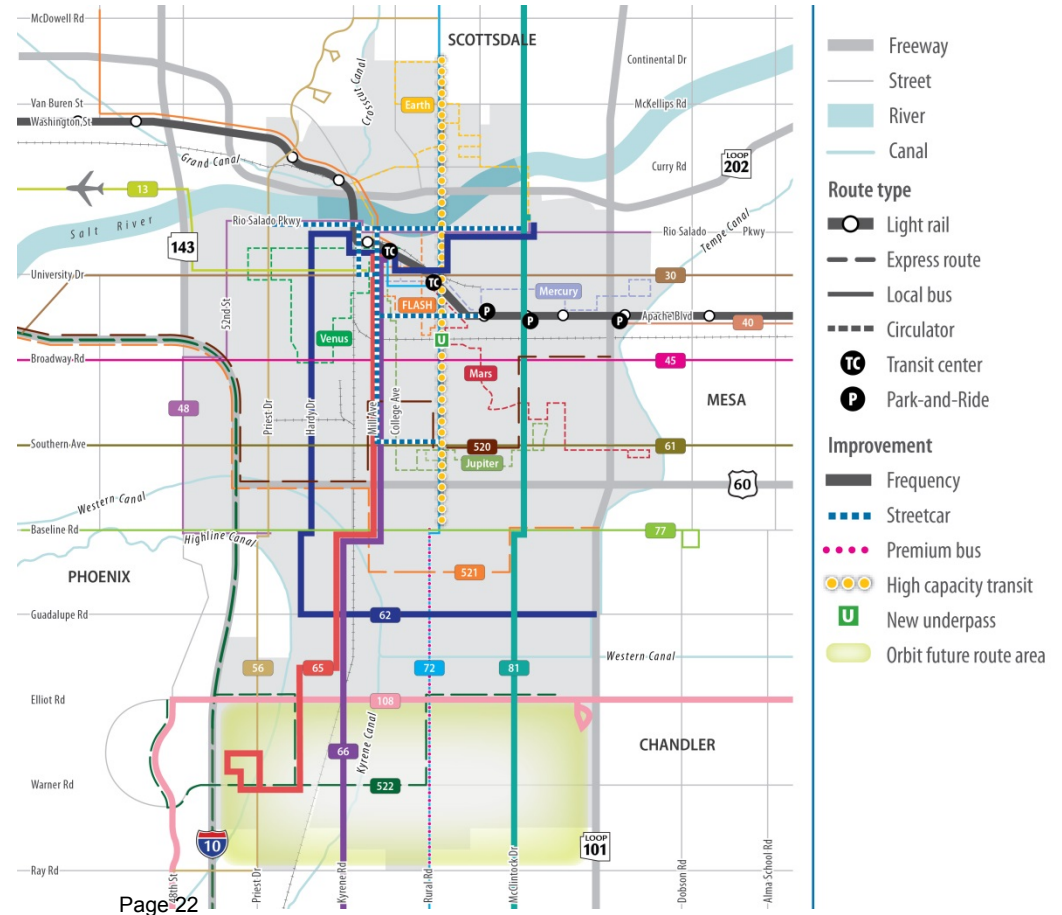 McDowell Rd
SCOTTSDALE
Continental Dr
Crosscut Canal
Van Buren St
Earth
McKellips Rd
Washington St
Grand Canal
Curry Rd
LOOP
202
13
Salt River
Rio Salado Pkwy
143
Rio Salado Pkwy
Tempe Canal
TC
University Dr
30
TC
Mercury
52nd St
FLASH
P
Apache Blvd
P
P
40
Venus
U
Broadway Rd
45
Mars
48
Priest Dr
Hardy Dr
Mill Ave
College Ave
MESA
Southern Ave
520
61
Jupiter
60
Western Canal
Baseline Rd
77
Highline Canal
PHOENIX
521
Guadalupe Rd
62
Western Canal
56
65
72
81
Elliot Rd
108
66
Kyrene Canal
CHANDLER
Warner Rd
522
10
LOOP
101
Ray Rd
48th St
Priest Dr
Kyrene Rd
Rural Rd
McClintock Dr
Dobson Rd
Alma School Rd
Page 22
Freeway
Street
River
Canal
Route type
Light rail
Express route
Local bus
Circulator
TC Transit center
P Park-and-Ride
Improvement
Frequency
Streetcar
Premium bus
High capacity transit
U New underpass
Orbit future route area